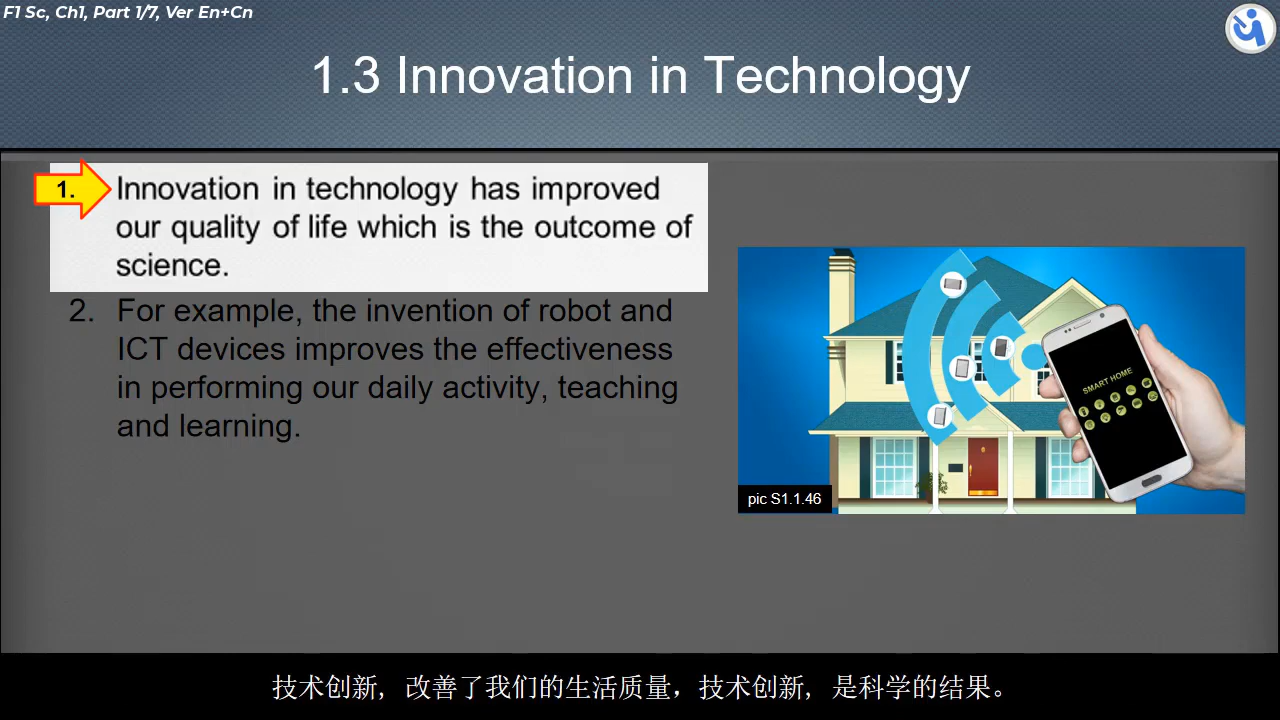 F1 Sc, Ch1, Part 1/7, Ver En+Cn
1.3 Innovation in Technology
1. Innovation in technology has improved
our quality of life which is the outcome of
science.
2. For example, the invention of robot and
ICT devices improves the effectiveness
in performing our daily activity, teaching
and learning.
SMART HOME
pic S1.1.46
技术创新, 改善了我们的生活质量，技术创新, 是科学的结果。